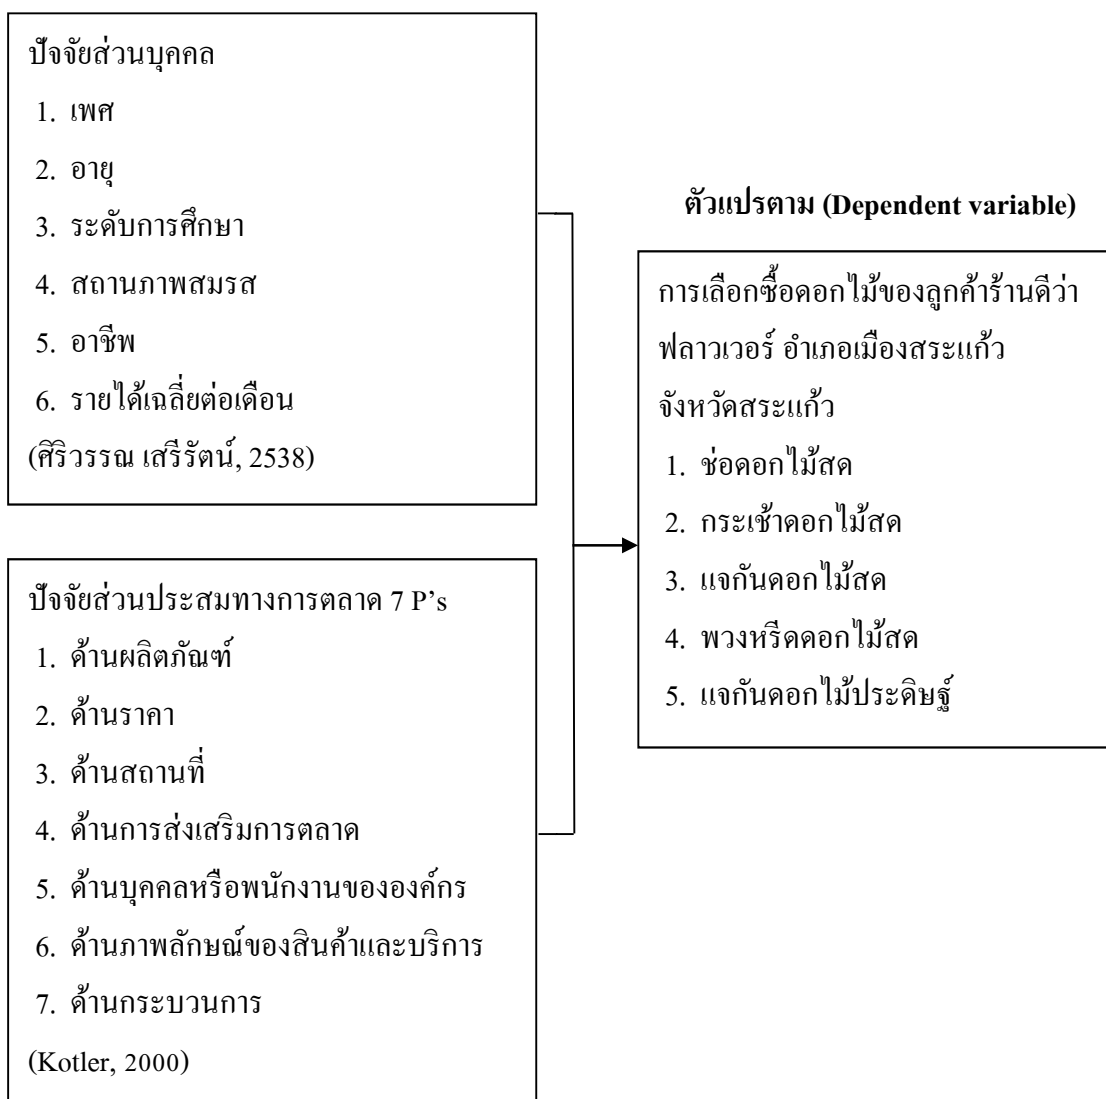 ปัจจัยส่วนบุคคล
1. เพศ
2. อายุ
3. ระดับการศึกษา
4. สถานภาพสมรส
5. อาชีพ
6. รายได้เฉลี่ยต่อเดือน
(ศิริวรรณ เสรีรัตน์, 2538)
ปัจจัยส่วนประสมทางการตลาด 7 P’s
1. ด้านผลิตภัณฑ์
2. ด้านราคา
3. ด้านสถานที่
4. ด้านการส่งเสริมการตลาด
5. ด้านบุคคลหรือพนักงานขององค์กร
6. ด้านภาพลักษณ์ของสินค้าและบริการ
7. ด้านกระบวนการ
(Kotler, 2000)
ตัวแปรตาม (Dependent variable)
การเลือกซื้อดอกไม้ของลูกค้าร้านดีว่า
ฟลาวเวอร์ อำเภอเมืองสระแก้ว
จังหวัดสระแก้ว
1. ช่อดอกไม้สด
2. กระเช้าดอกไม้สด
3. แจกันดอกไม้สด
4. พวงหรีดดอกไม้สด
5. แจกันดอกไม้ประดิษฐ์